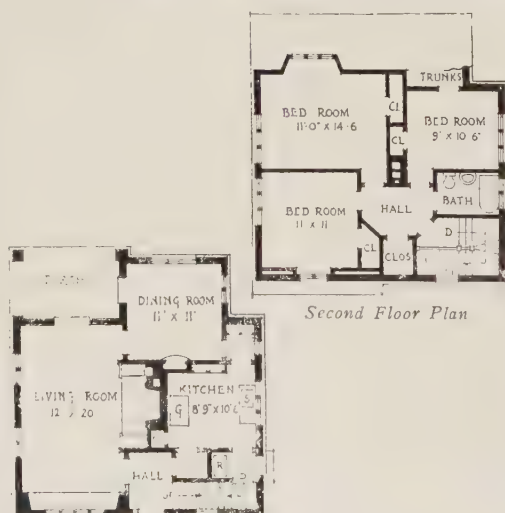 TRUNKS
BED ROOM
11'-0" X 14'-6
CL
BED ROOM
9' X 10'6"
CL
BATH
HALL
BED ROOM
11 X 11
D
CL
CLOS
Second Floor Plan
DINING ROOM
11' X 11'
LIVING ROOM
12 X 20
KITCHEN
8'9" X 10'6"
G
S
HALL
R
D
UP